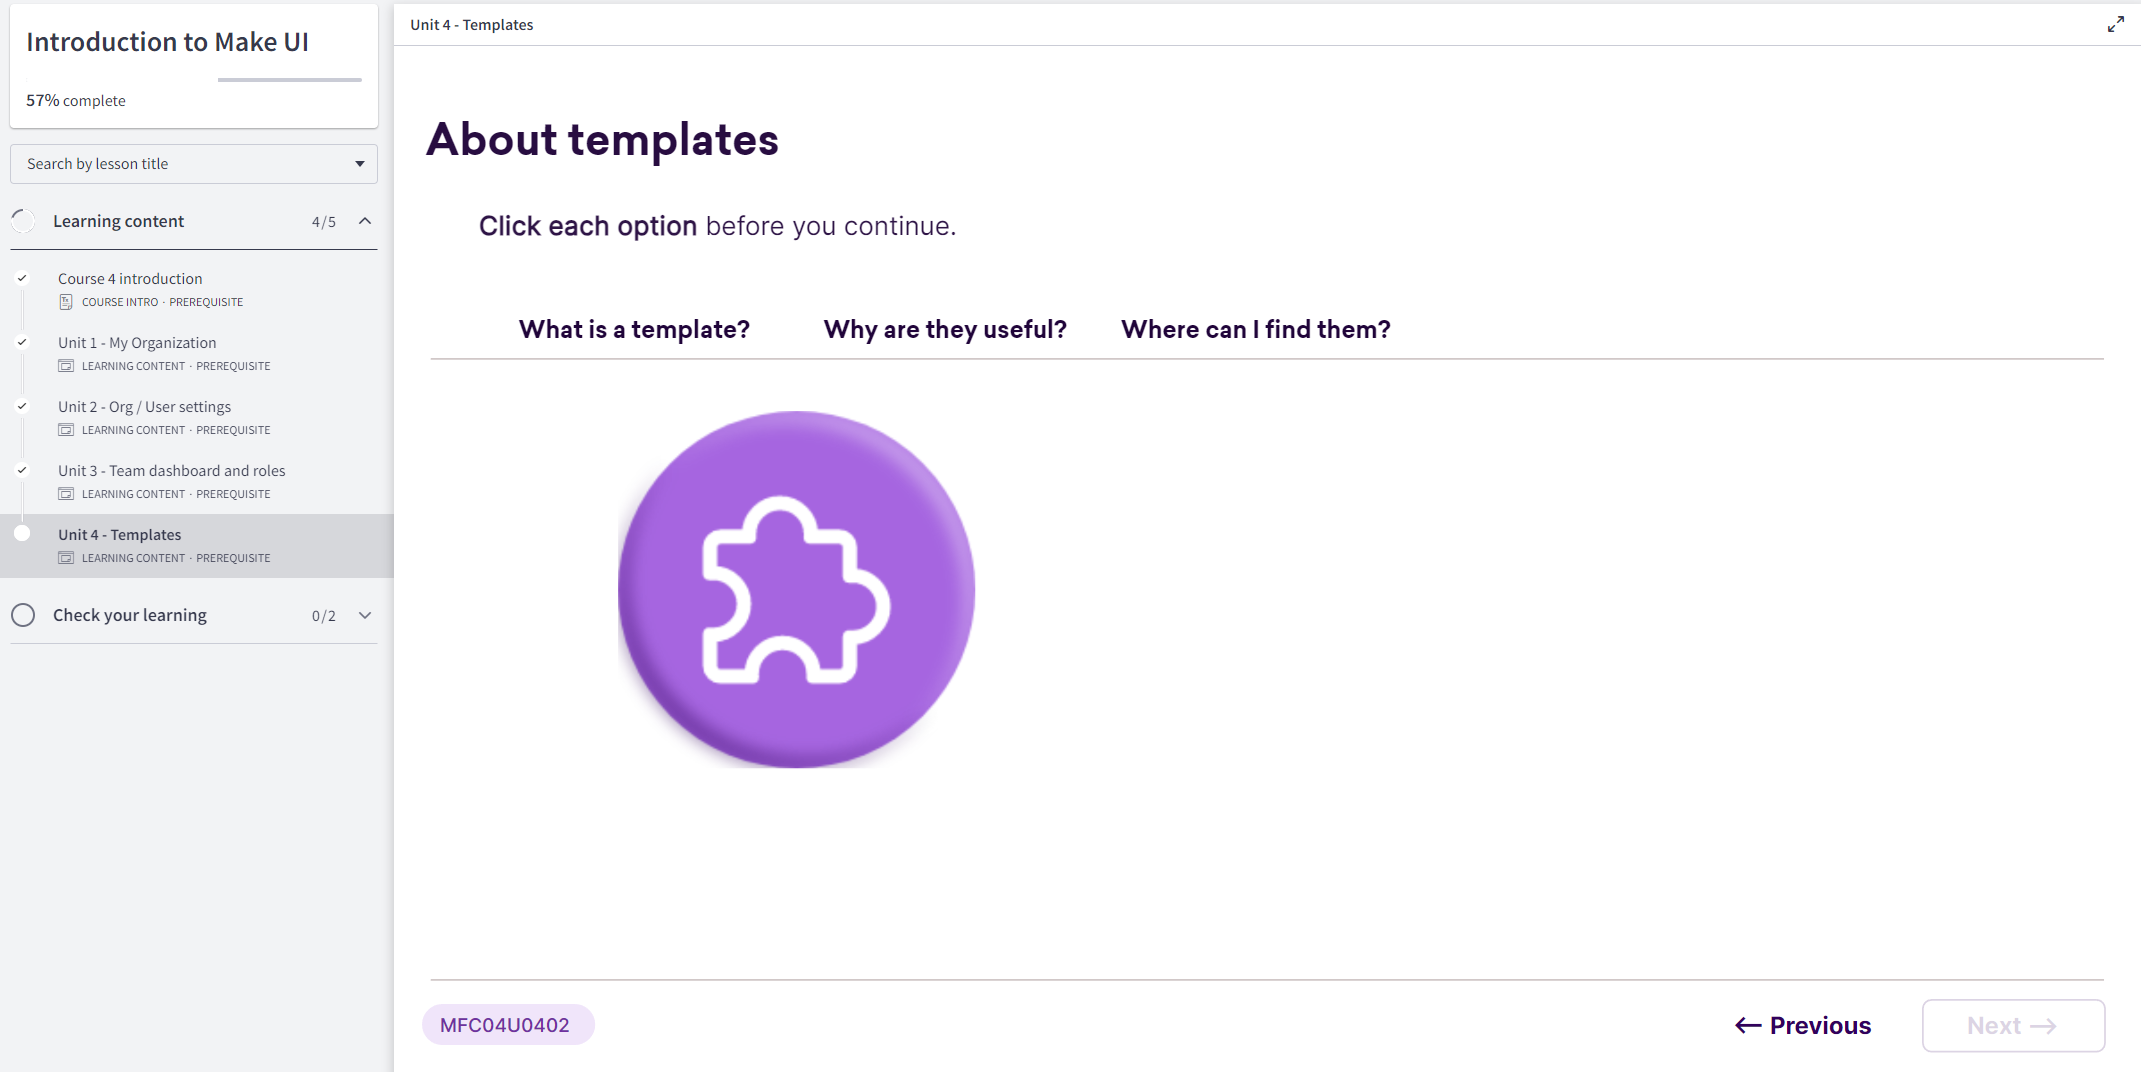 Introduction to Make UI
57% complete
Search by lesson title
Learning content 4/5
Course 4 introduction
COURSE INTRO · PREREQUISITE
Unit 1 - My Organization
LEARNING CONTENT · PREREQUISITE
Unit 2 - Org / User settings
LEARNING CONTENT · PREREQUISITE
Unit 3 - Team dashboard and roles
LEARNING CONTENT · PREREQUISITE
Unit 4 - Templates
LEARNING CONTENT · PREREQUISITE
Check your learning 0/2
Unit 4 - Templates
About templates
Click each option before you continue.
What is a template? Why are they useful? Where can I find them?
MFC04U0402
← Previous Next →